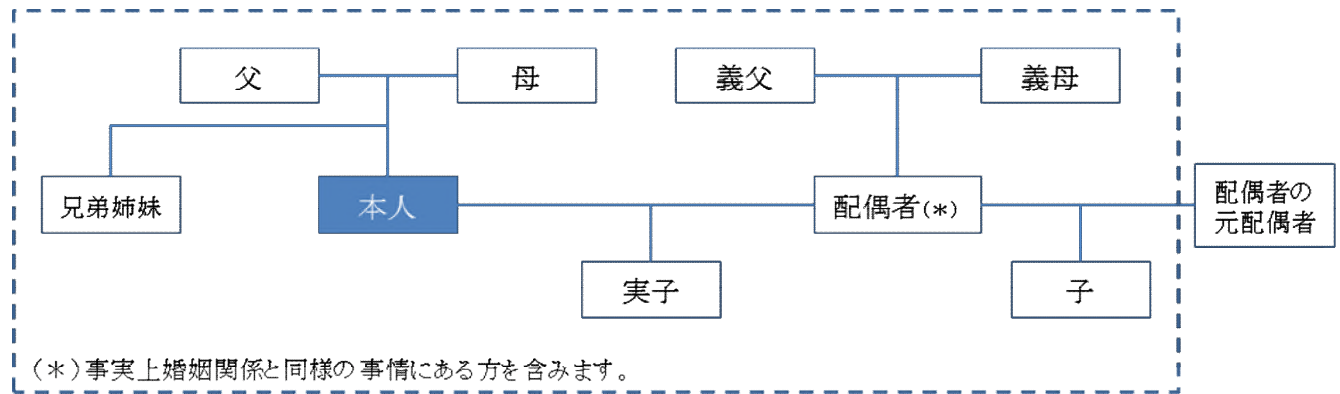 父
母
義父
義母
兄弟姉妹
本人
配偶者(*)
配偶者の
元配偶者
実子
子
(*)事実上婚姻関係と同様の事情にある方を含みます。